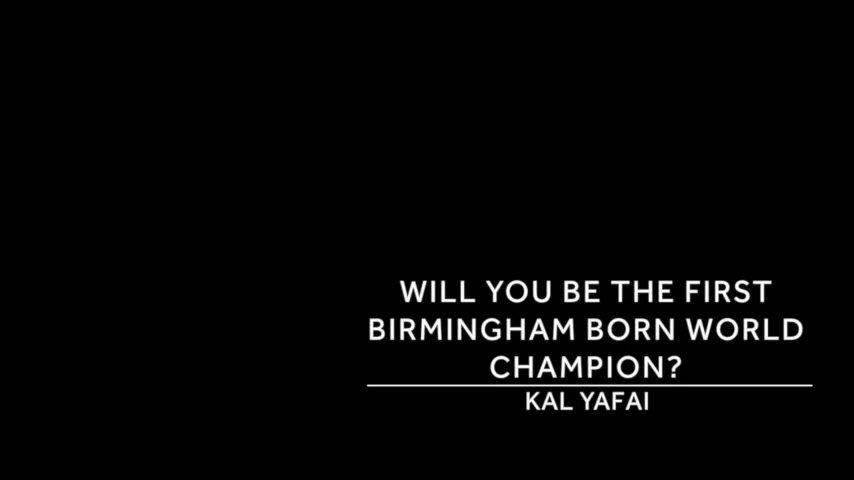 WILL YOU BE THE FIRST
BIRMINGHAM BORN WORLD
CHAMPION?
KAL YAFAI